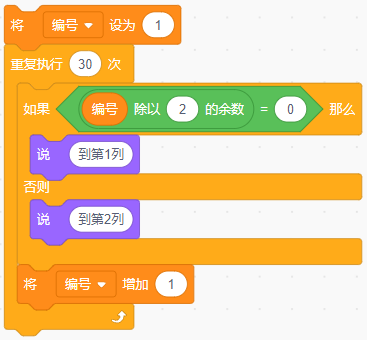 将 编号 设为 1
重复执行 30 次
如果 编号 除以 2 的余数 = 0 那么
说 到第1列
否则
说 到第2列
将 编号 增加 1